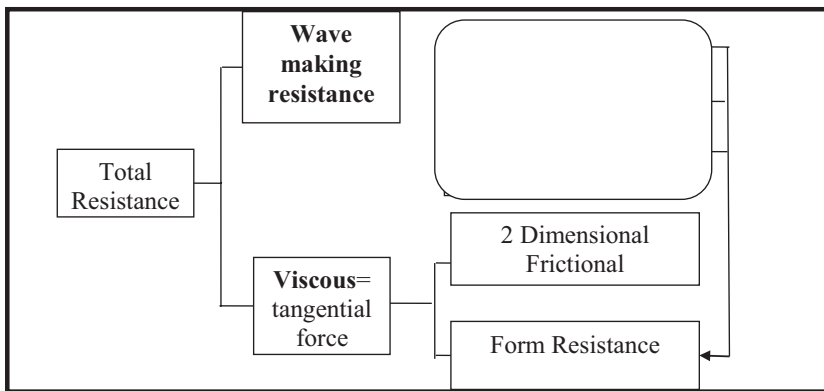 Wave
making
resistance
Total
Resistance
2 Dimensional
Frictional
Viscous=
tangential
force
Form Resistance